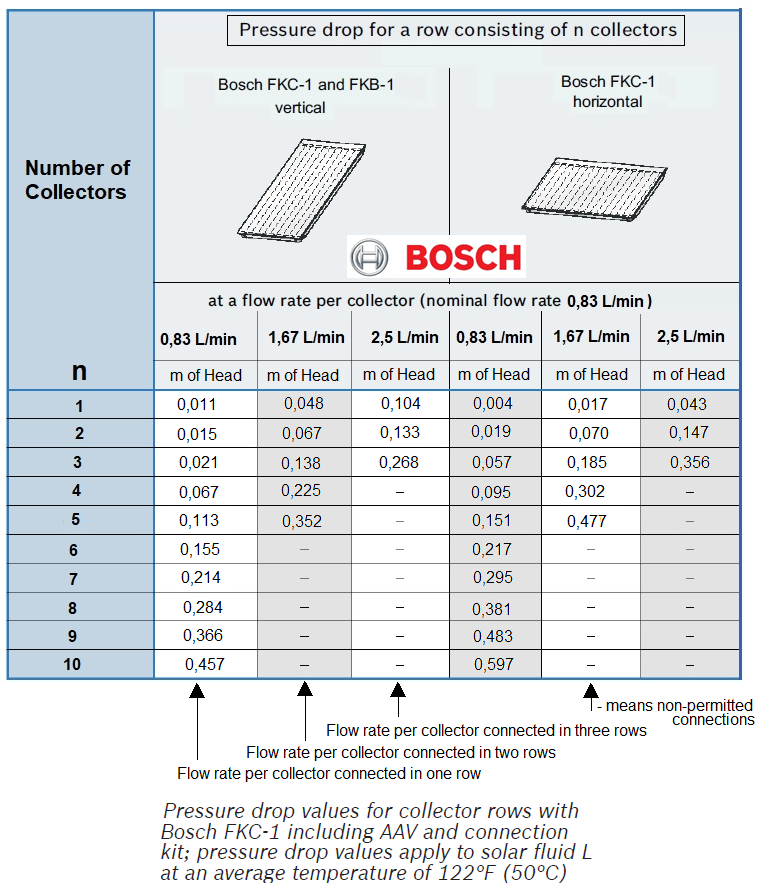 Pressure drop for a row consisting of n collectors
Bosch FKC-1 and FKB-1
vertical
Bosch FKC-1
horizontal
Number of
Collectors
BOSCH
at a flow rate per collector (nominal flow rate 0,83 L/min )
n
0,83 L/min 1,67 L/min 2,5 L/min 0,83 L/min 1,67 L/min 2,5 L/min
m of Head m of Head m of Head m of Head m of Head m of Head
1 0,011 0,048 0,104 0,004 0,017 0,043
2 0,015 0,067 0,133 0,019 0,070 0,147
3 0,021 0,138 0,268 0,057 0,185 0,356
4 0,067 0,225 – 0,095 0,302 –
5 0,113 0,352 – 0,151 0,477 –
6 0,155 – – 0,217 – –
7 0,214 – – 0,295 – –
8 0,284 – – 0,381 – –
9 0,366 – – 0,483 – –
10 0,457 – – 0,597 – –
- means non-permitted
connections
Flow rate per collector connected in three rows
Flow rate per collector connected in two rows
Flow rate per collector connected in one row
Pressure drop values for collector rows with
Bosch FKC-1 including AAV and connection
kit; pressure drop values apply to solar fluid L
at an average temperature of 122°F (50°C)